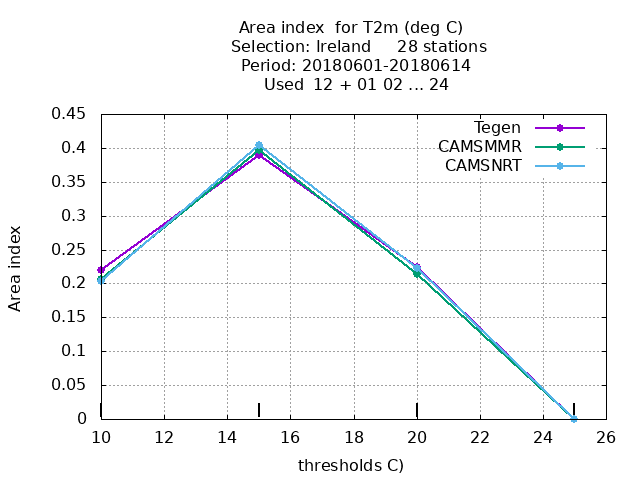 Area index  for T2m (deg C)
Selection: Ireland     28 stations
Period: 20180601-20180614
Used  12 + 01 02 ... 24
Tegen
CAMSMMR
CAMSNRT
0.45
0.4
0.35
0.3
0.25
0.2
0.15
0.1
0.05
0
Area index
10 12 14 16 18 20 22 24 26
thresholds C)